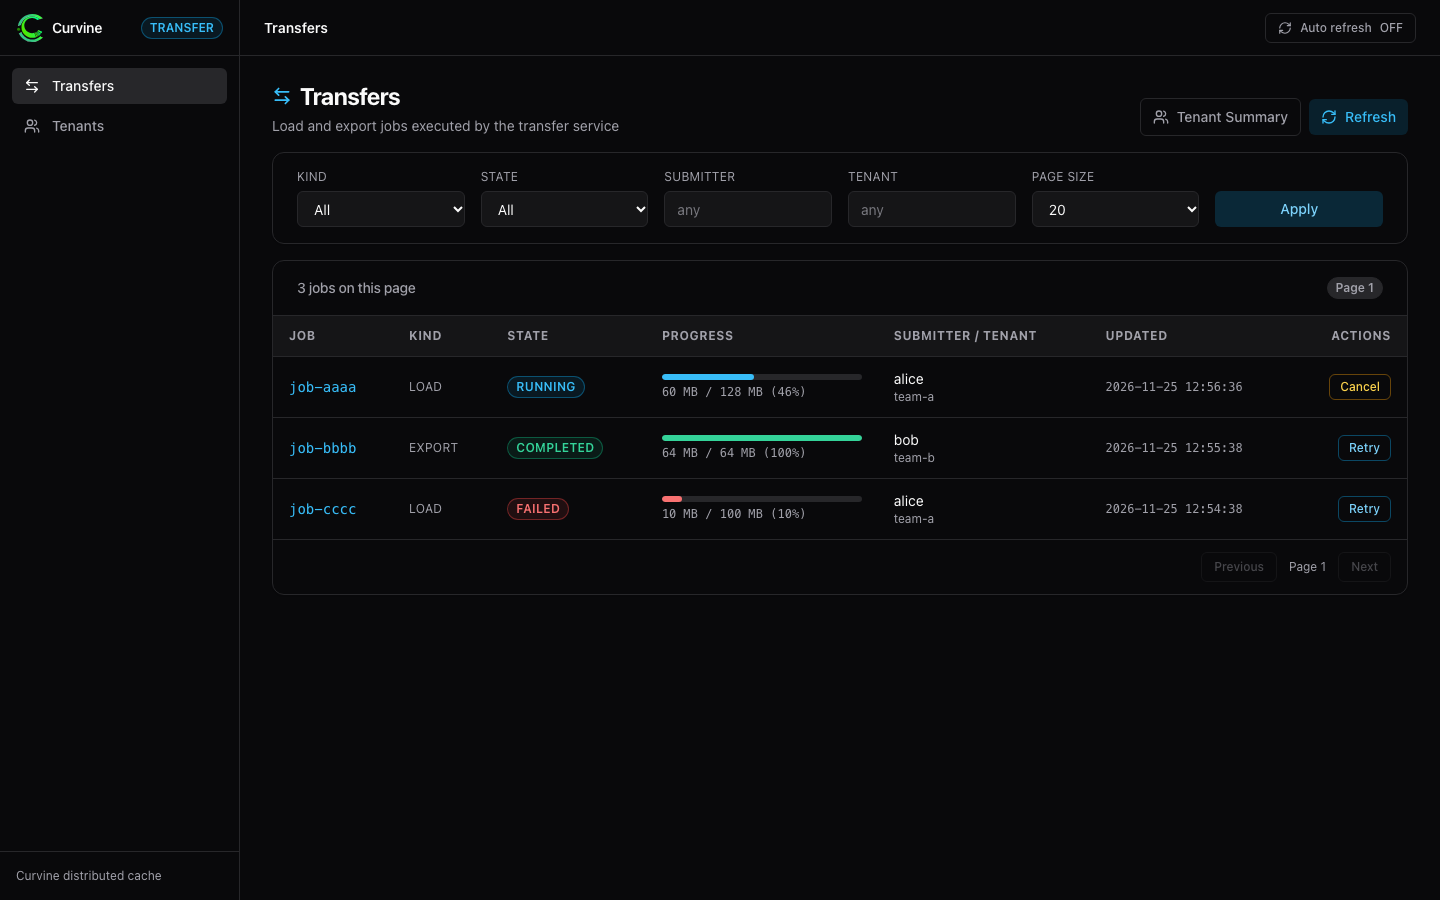 Curvine TRANSFER
Transfers
Auto refresh OFF
Transfers
Tenants
Transfers
Load and export jobs executed by the transfer service
Tenant Summary
Refresh
KIND STATE SUBMITTER TENANT PAGE SIZE
All All any any 20 Apply
3 jobs on this page Page 1
JOB KIND STATE PROGRESS SUBMITTER / TENANT UPDATED ACTIONS
job-aaaa LOAD RUNNING 60 MB / 128 MB (46%) alice team-a 2026-11-25 12:56:36 Cancel
job-bbbb EXPORT COMPLETED 64 MB / 64 MB (100%) bob team-b 2026-11-25 12:55:38 Retry
job-cccc LOAD FAILED 10 MB / 100 MB (10%) alice team-a 2026-11-25 12:54:38 Retry
Previous Page 1 Next
Curvine distributed cache